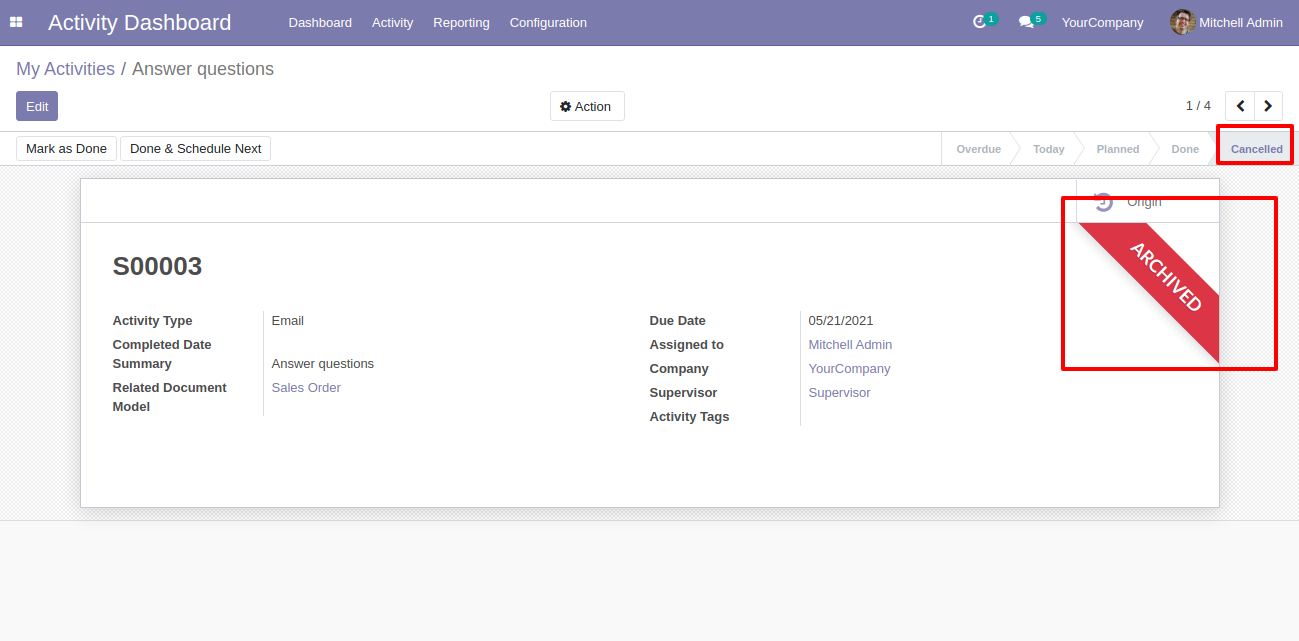 Activity Dashboard Dashboard Activity Reporting Configuration 1 5 YourCompany Mitchell Admin
My Activities / Answer questions
Edit Action 1 / 4
Mark as Done Done & Schedule Next Overdue Today Planned Done Cancelled
Origin
ARCHIVED
S00003
Activity Type Email
Completed Date
Summary Answer questions
Related Document
Model
Sales Order
Due Date 05/21/2021
Assigned to Mitchell Admin
Company YourCompany
Supervisor Supervisor
Activity Tags